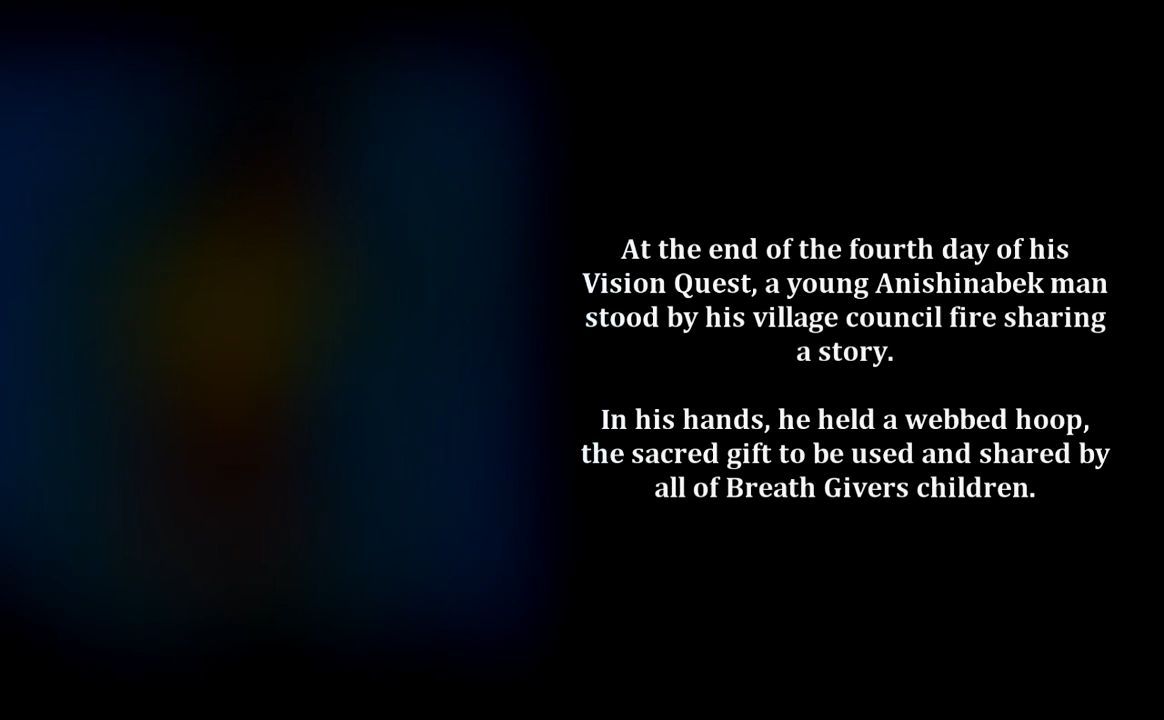 At the end of the fourth day of his
Vision Quest, a young Anishinabek man
stood by his village council fire sharing
a story.
In his hands, he held a webbed hoop,
the sacred gift to be used and shared by
all of Breath Givers children.